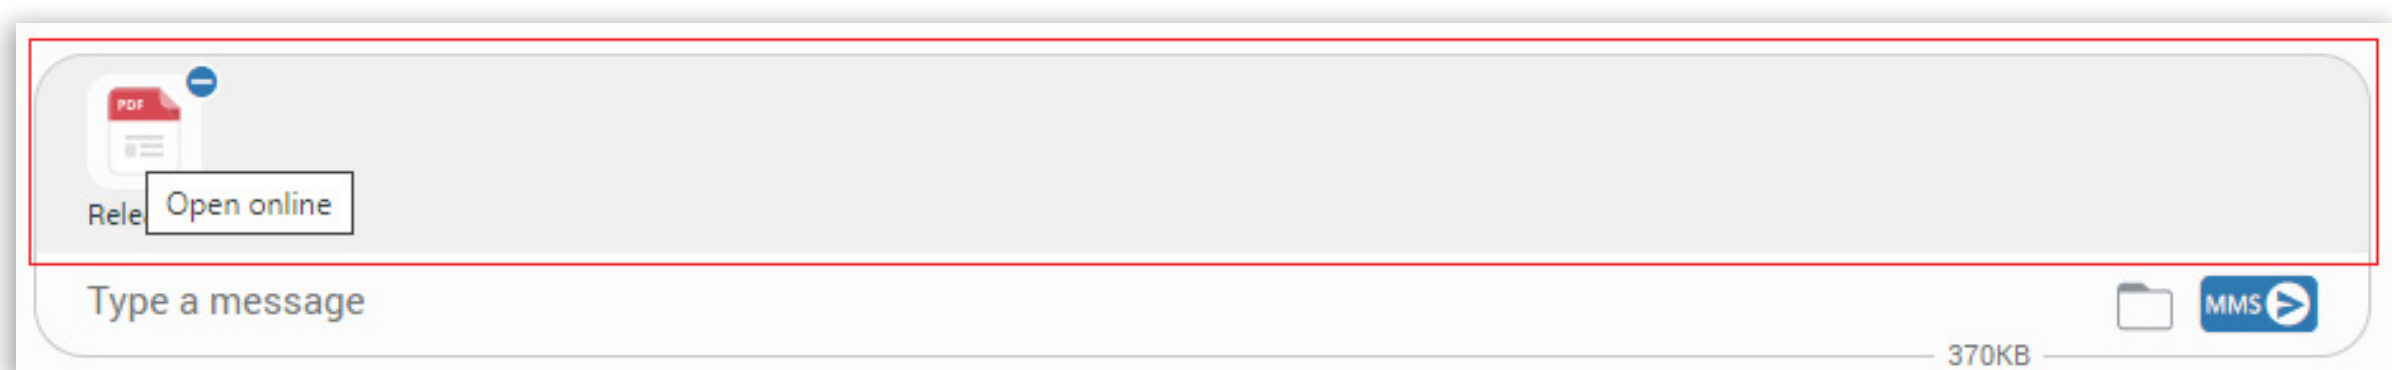 PDF
Rele
Open online
Type a message
MMS
370KB